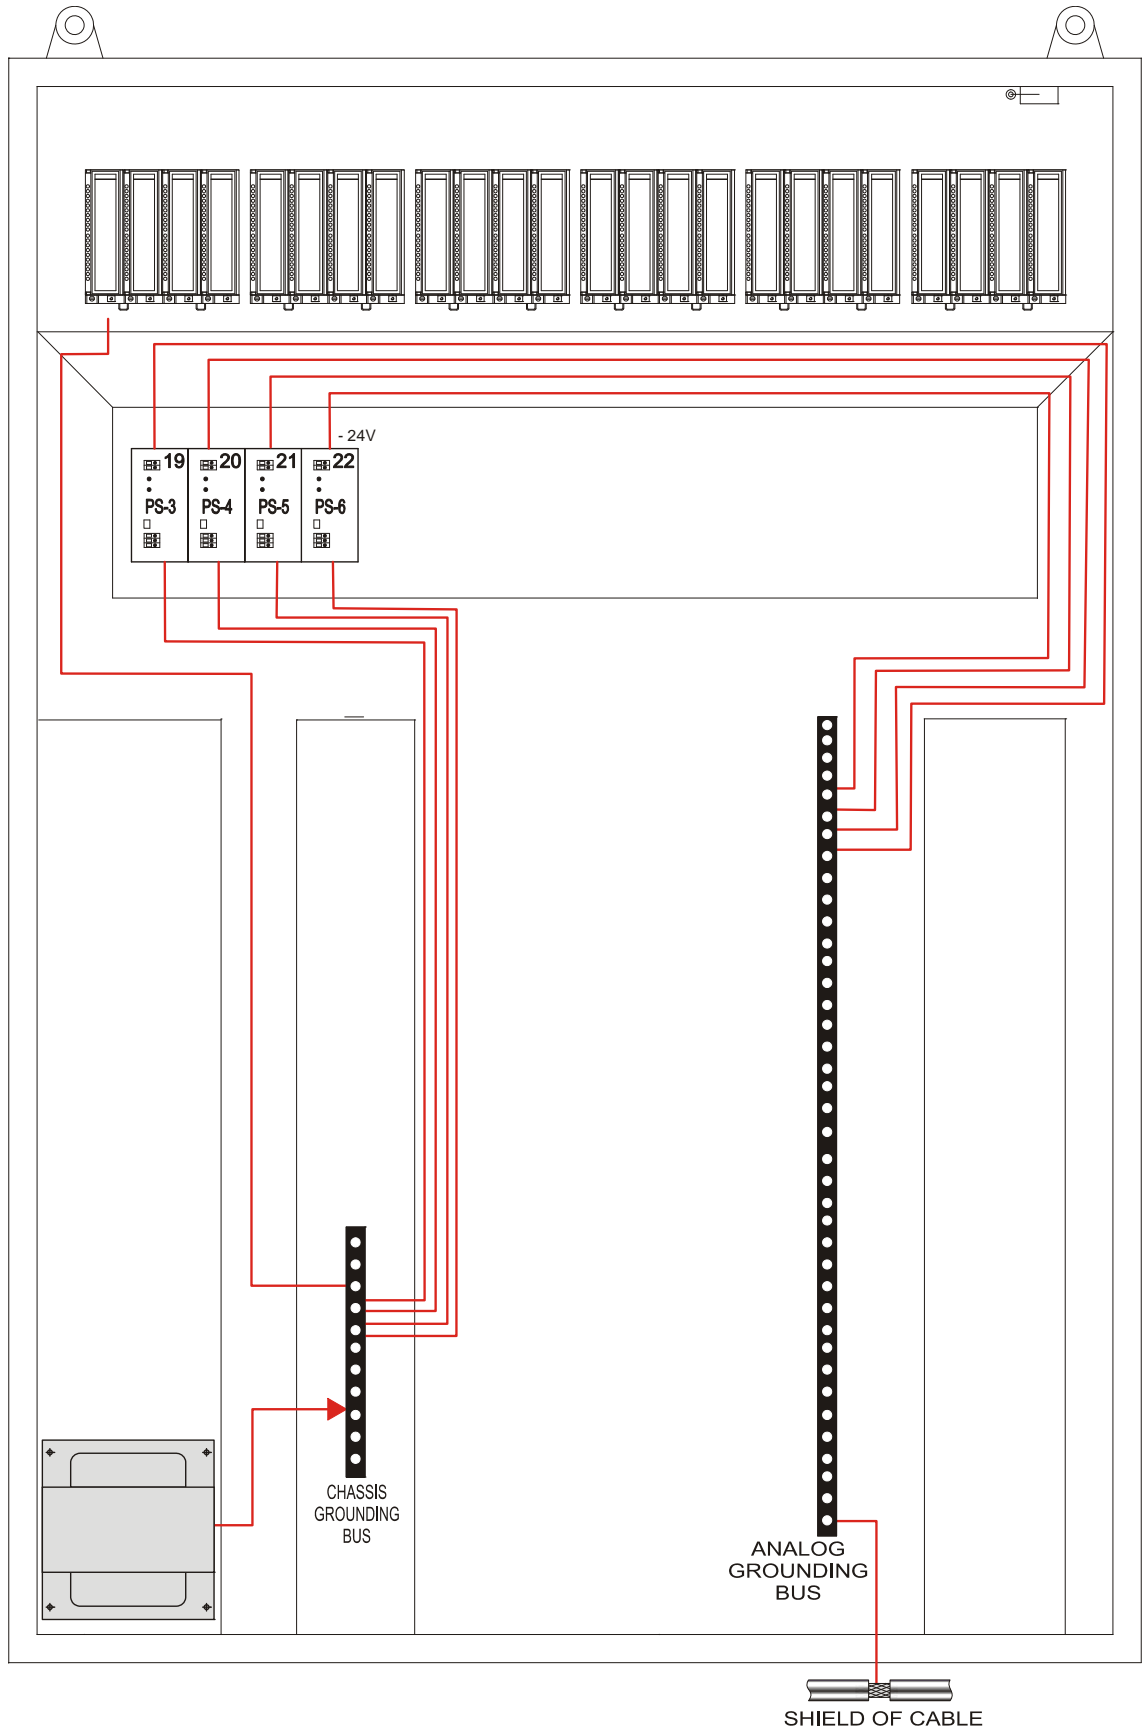 - 24V
19 20 21 22
PS-3 PS-4 PS-5 PS-6
CHASSIS
GROUNDING
BUS
ANALOG
GROUNDING
BUS
SHIELD OF CABLE